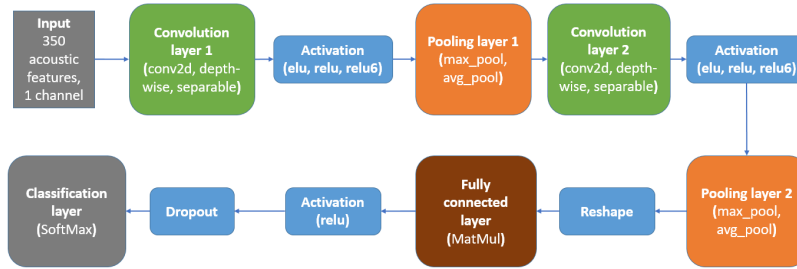 Input
350
acoustic
features,
1 channel
Convolution
layer 1
(conv2d, depth-
wise, separable)
Activation
(elu, relu, relu6)
Pooling layer 1
(max_pool,
avg_pool)
Convolution
layer 2
(conv2d, depth-
wise, separable)
Activation
(elu, relu, relu6)
Pooling layer 2
(max_pool,
avg_pool)
Reshape
Fully
connected
layer
(MatMul)
Activation
(relu)
Dropout
Classification
layer
(SoftMax)